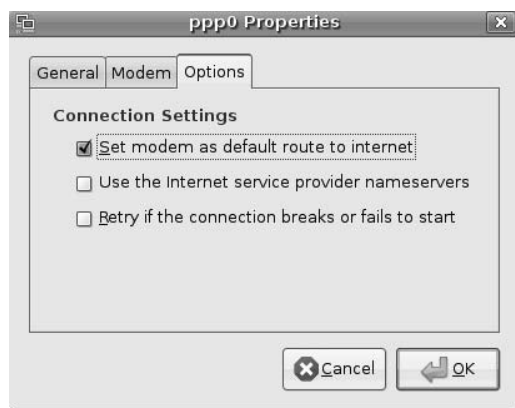 ppp0 Properties
General Modem Options
Connection Settings
Set modem as default route to internet
Use the Internet service provider nameservers
Retry if the connection breaks or fails to start
Cancel OK